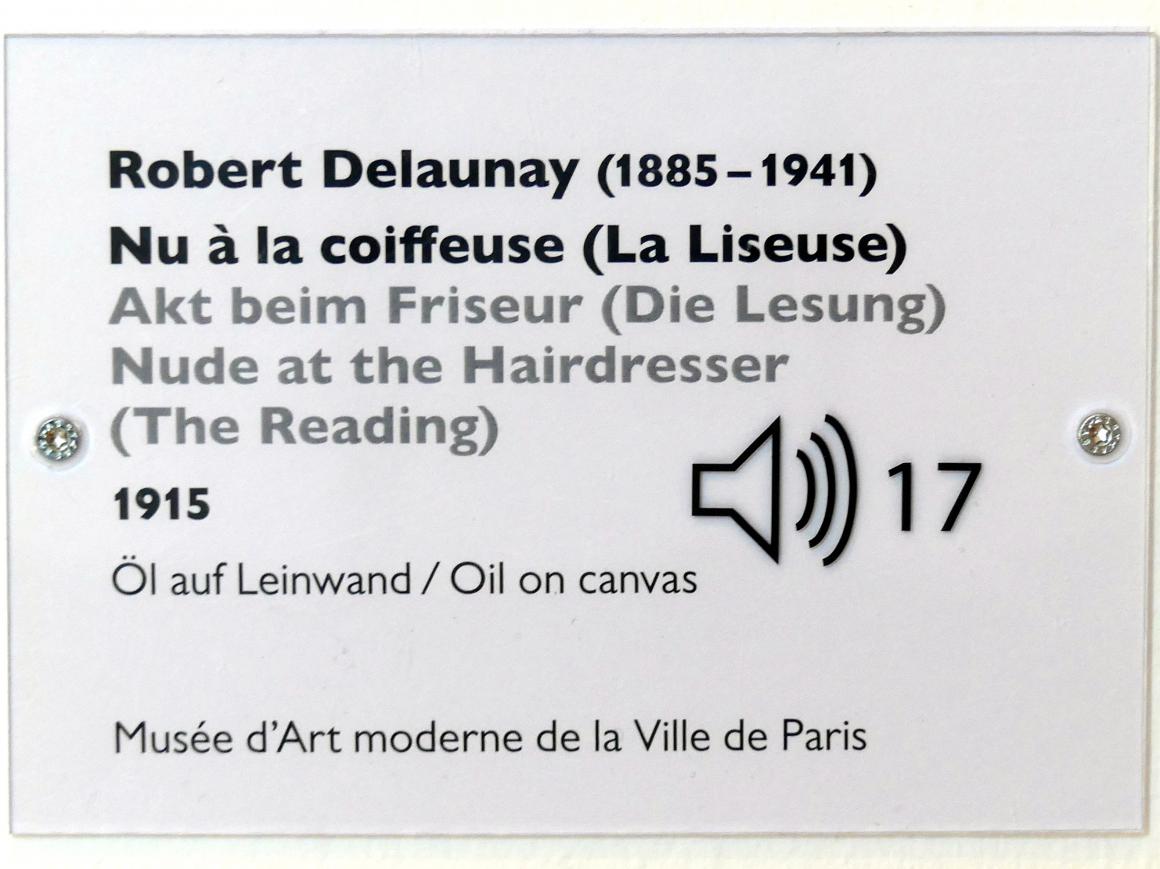 Robert Delaunay (1885–1941)
Nu à la coiffeuse (La Liseuse)
Akt beim Friseur (Die Lesung)
Nude at the Hairdresser
(The Reading)
1915
17
Öl auf Leinwand / Oil on canvas
Musée d’Art moderne de la Ville de Paris